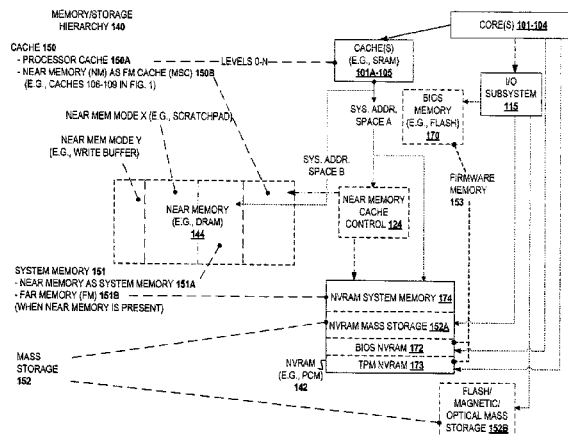 MEMORY/STORAGE
HIERARCHY 140
CACHE 150
- PROCESSOR CACHE 150A
- NEAR MEMORY (NM) AS FM CACHE (MSC) 150B
(E.G., CACHES 106-109 IN FIG. 1)
LEVELS 0-N
CORE(S) 101-104
CACHE(S)
(E.G., SRAM)
101A-105
I/O
SUBSYSTEM
115
BIOS
MEMORY
(E.G., FLASH)
170
NEAR MEM MODE X (E.G., SCRATCHPAD)
NEAR MEM MODE Y
(E.G., WRITE BUFFER)
SYS. ADDR.
SPACE A
SYS. ADDR.
SPACE B
FIRMWARE
MEMORY
153
NEAR MEMORY
(E.G., DRAM)
144
NEAR MEMORY
CACHE
CONTROL
124
SYSTEM MEMORY 151
- NEAR MEMORY AS SYSTEM MEMORY 151A
- FAR MEMORY (FM) 151B
(WHEN NEAR MEMORY IS PRESENT)
NVRAM SYSTEM MEMORY 174
NVRAM MASS STORAGE 152A
BIOS NVRAM 172
TPM NVRAM 173
MASS
STORAGE
152
NVRAM
(E.G., PCM)
142
FLASH/
MAGNETIC/
OPTICAL MASS
STORAGE 152B